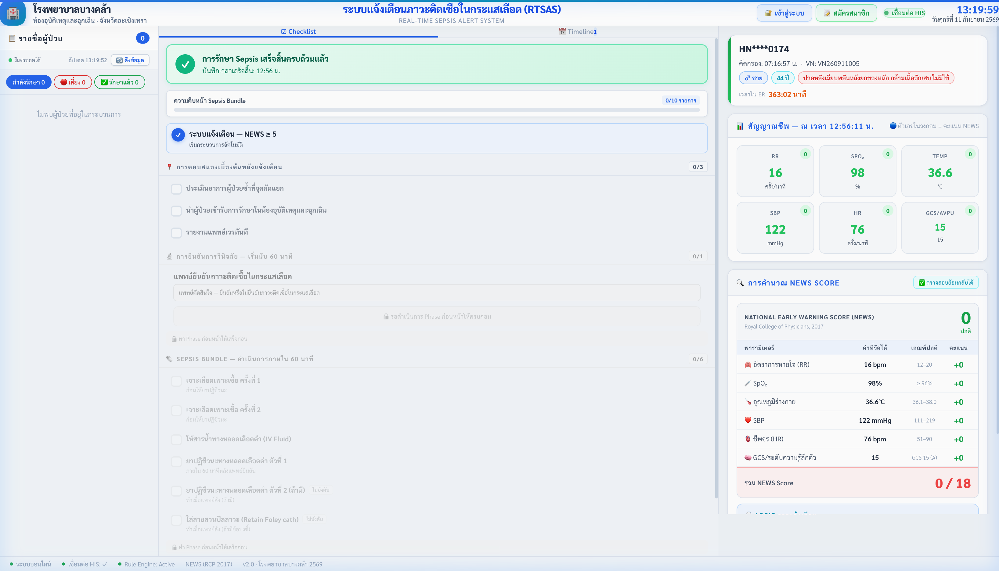 โรงพยาบาลบางคล้า
ห้องอุบัติเหตุและฉุกเฉิน · จังหวัดฉะเชิงเทรา
ระบบแจ้งเตือนภาวะติดเชื้อในกระแสเลือด (RTSAS)
REAL-TIME SEPSIS ALERT SYSTEM
เข้าสู่ระบบ
สมัครสมาชิก
เชื่อมต่อ HIS
13:19:59
วันศุกร์ที่ 11 กันยายน 2569
รายชื่อผู้ป่วย
0
รีเฟรชออโต้
อัปเดต 13:19:52
ดึงข้อมูล
กำลังรักษา 0
เสี่ยง 0
รักษาแล้ว 0
ไม่พบผู้ป่วยที่อยู่ในกระบวนการ
Checklist
Timeline1
การรักษา Sepsis เสร็จสิ้นครบถ้วนแล้ว
บันทึกเวลาเสร็จสิ้น: 12:56 น.
ความคืบหน้า Sepsis Bundle
0/10 รายการ
ระบบแจ้งเตือน — NEWS ≥ 5
เริ่มกระบวนการอัตโนมัติ
การตอบสนองเบื้องต้นหลังแจ้งเตือน
0/3
ประเมินอาการผู้ป่วยซ้ำที่จุดคัดแยก
นำผู้ป่วยเข้ารับการรักษาในห้องอุบัติเหตุและฉุกเฉิน
รายงานแพทย์เวรทันที
การยืนยันการวินิจฉัย — เริ่มนับ 60 นาที
0/1
แพทย์ยืนยันภาวะติดเชื้อในกระแสเลือด
แพทย์ตัดสินใจ — ยืนยันหรือไม่ยืนยันภาวะติดเชื้อในกระแสเลือด
รอดำเนินการ Phase ก่อนหน้าให้ครบก่อน
ทำ Phase ก่อนหน้าให้เสร็จก่อน
SEPSIS BUNDLE — ดำเนินการภายใน 60 นาที
0/6
เจาะเลือดเพาะเชื้อ ครั้งที่ 1
ก่อนให้ยาปฏิชีวนะ
เจาะเลือดเพาะเชื้อ ครั้งที่ 2
ก่อนให้ยาปฏิชีวนะ
ให้สารน้ำทางหลอดเลือดดำ (IV Fluid)
ยาปฏิชีวนะทางหลอดเลือดดำ ตัวที่ 1
ภายใน 60 นาทีหลังแพทย์ยืนยัน
ยาปฏิชีวนะทางหลอดเลือดดำ ตัวที่ 2 (ถ้ามี) ไม่บังคับ
ทำเมื่อแพทย์สั่ง (ถ้ามี)
ใส่สายสวนปัสสาวะ (Retain Foley cath) ไม่บังคับ
ทำเมื่อแพทย์สั่ง (ถ้ามีข้อบ่งชี้)
ทำ Phase ก่อนหน้าให้เสร็จก่อน
HN****0174
คัดกรอง: 07:16:57 น. · VN: VN260911005
♂ ชาย
44 ปี
ปวดหลังเฉียบพลันหลังยกของหนัก กล้ามเนื้ออักเสบ ไม่มีไข้
เวลาใน ER 363:02 นาที
สัญญาณชีพ — ณ เวลา 12:56:11 น.
ตัวเลขในวงกลม = คะแนน NEWS
RR 0
16
ครั้ง/นาที
SPO₂ 0
98
%
TEMP 0
36.6
°C
SBP 0
122
mmHg
HR 0
76
ครั้ง/นาที
GCS/AVPU 0
15
15
การคำนวณ NEWS SCORE
ตรวจสอบย้อนกลับได้
NATIONAL EARLY WARNING SCORE (NEWS)
Royal College of Physicians, 2017
0
ปกติ
พารามิเตอร์ ค่าที่วัดได้ เกณฑ์ปกติ คะแนน
อัตราการหายใจ (RR) 16 bpm 12–20 +0
SpO₂ 98% ≥ 96% +0
อุณหภูมิร่างกาย 36.6°C 36.1–38.0 +0
SBP 122 mmHg 111–219 +0
ชีพจร (HR) 76 bpm 51–90 +0
GCS/ระดับความรู้สึกตัว 15 GCS 15 (A) +0
รวม NEWS Score 0 / 18
LOGIC การแจ้งเตือน
ระบบออนไลน์
เชื่อมต่อ HIS: ✓
Rule Engine: Active
NEWS (RCP 2017)
v2.0 · โรงพยาบาลบางคล้า 2569